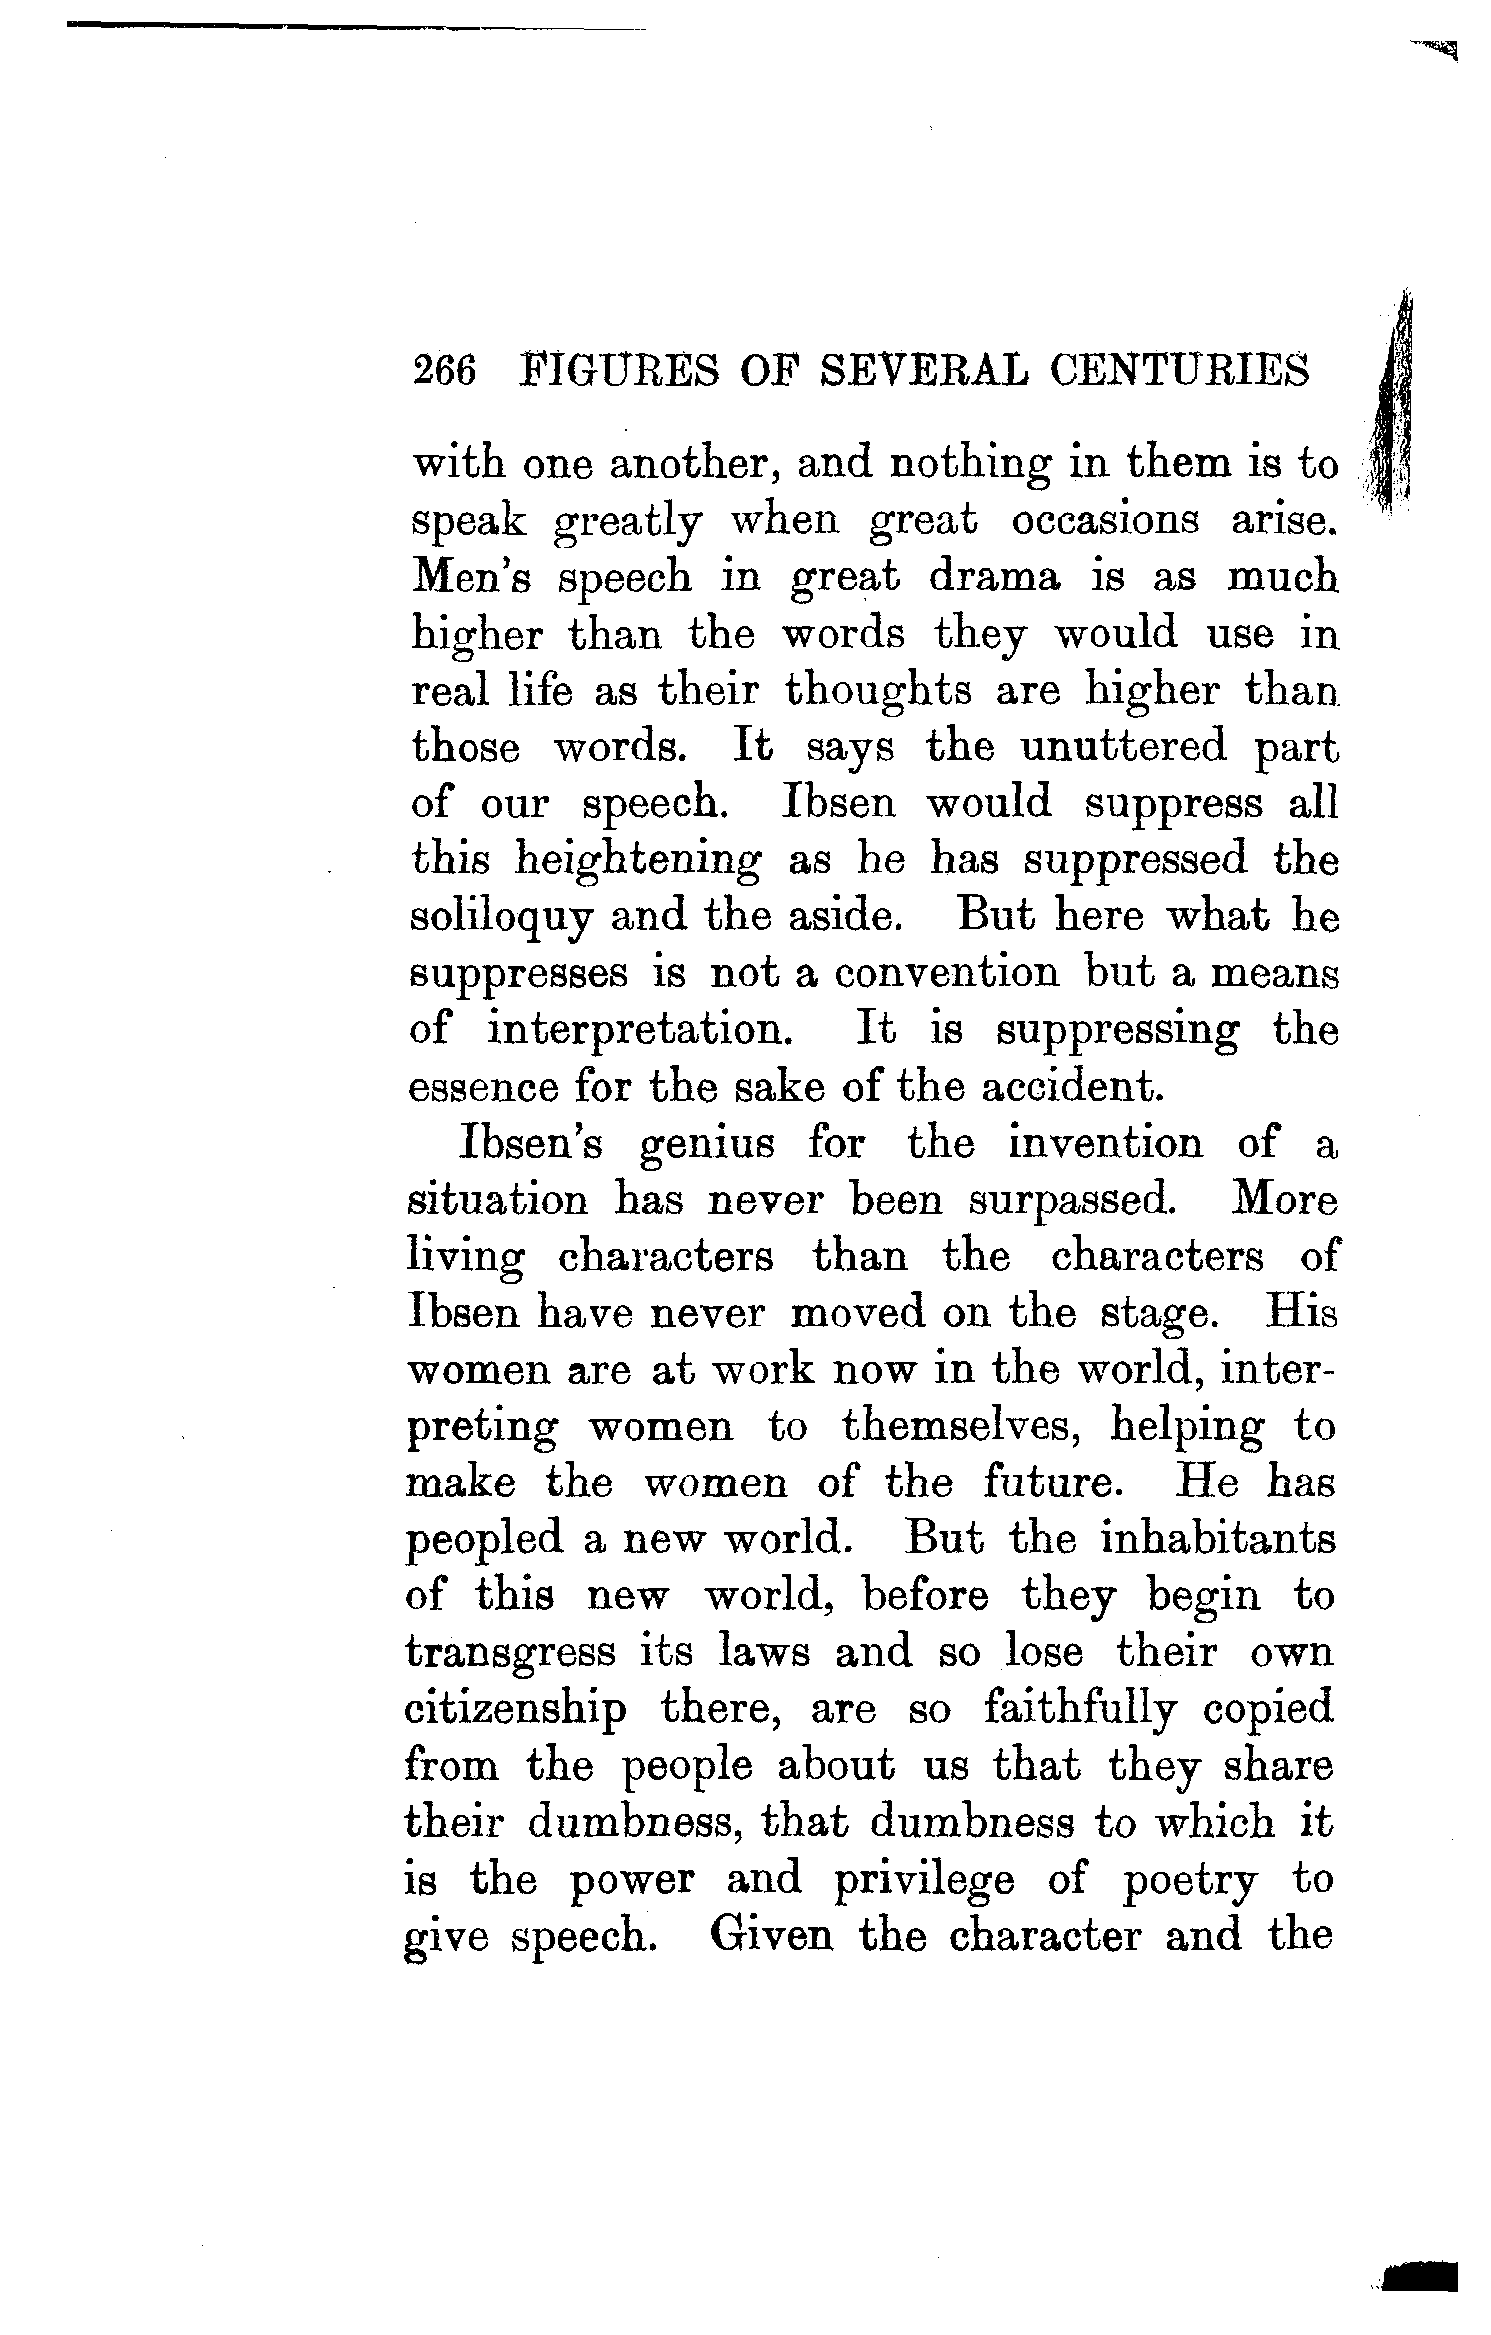 266 FIGURES OF SEVERAL CENTURIES
with one another, and nothing in them is to
speak greatly when great occasions arise.
Men's speech in great drama is as much
higher than the words they would use in
real life as their thoughts are higher than
those words. It says the unuttered part
of our speech. Ibsen would suppress all
this heightening as he has suppressed the
soliloquy and the aside. But here what he
suppresses is not a convention but a means
of interpretation. It is suppressing the
essence for the sake of the accident.
Ibsen's genius for the invention of a
situation has never been surpassed. More
living characters than the characters of
Ibsen have never moved on the stage. His
women are at work now in the world, inter-
preting women to themselves, helping to
make the women of the future. He has
peopled a new world. But the inhabitants
of this new world, before they begin to
transgress its laws and so lose their own
citizenship there, are so faithfully copied
from the people about us that they share
their dumbness, that dumbness to which it
is the power and privilege of poetry to
give speech. Given the character and the